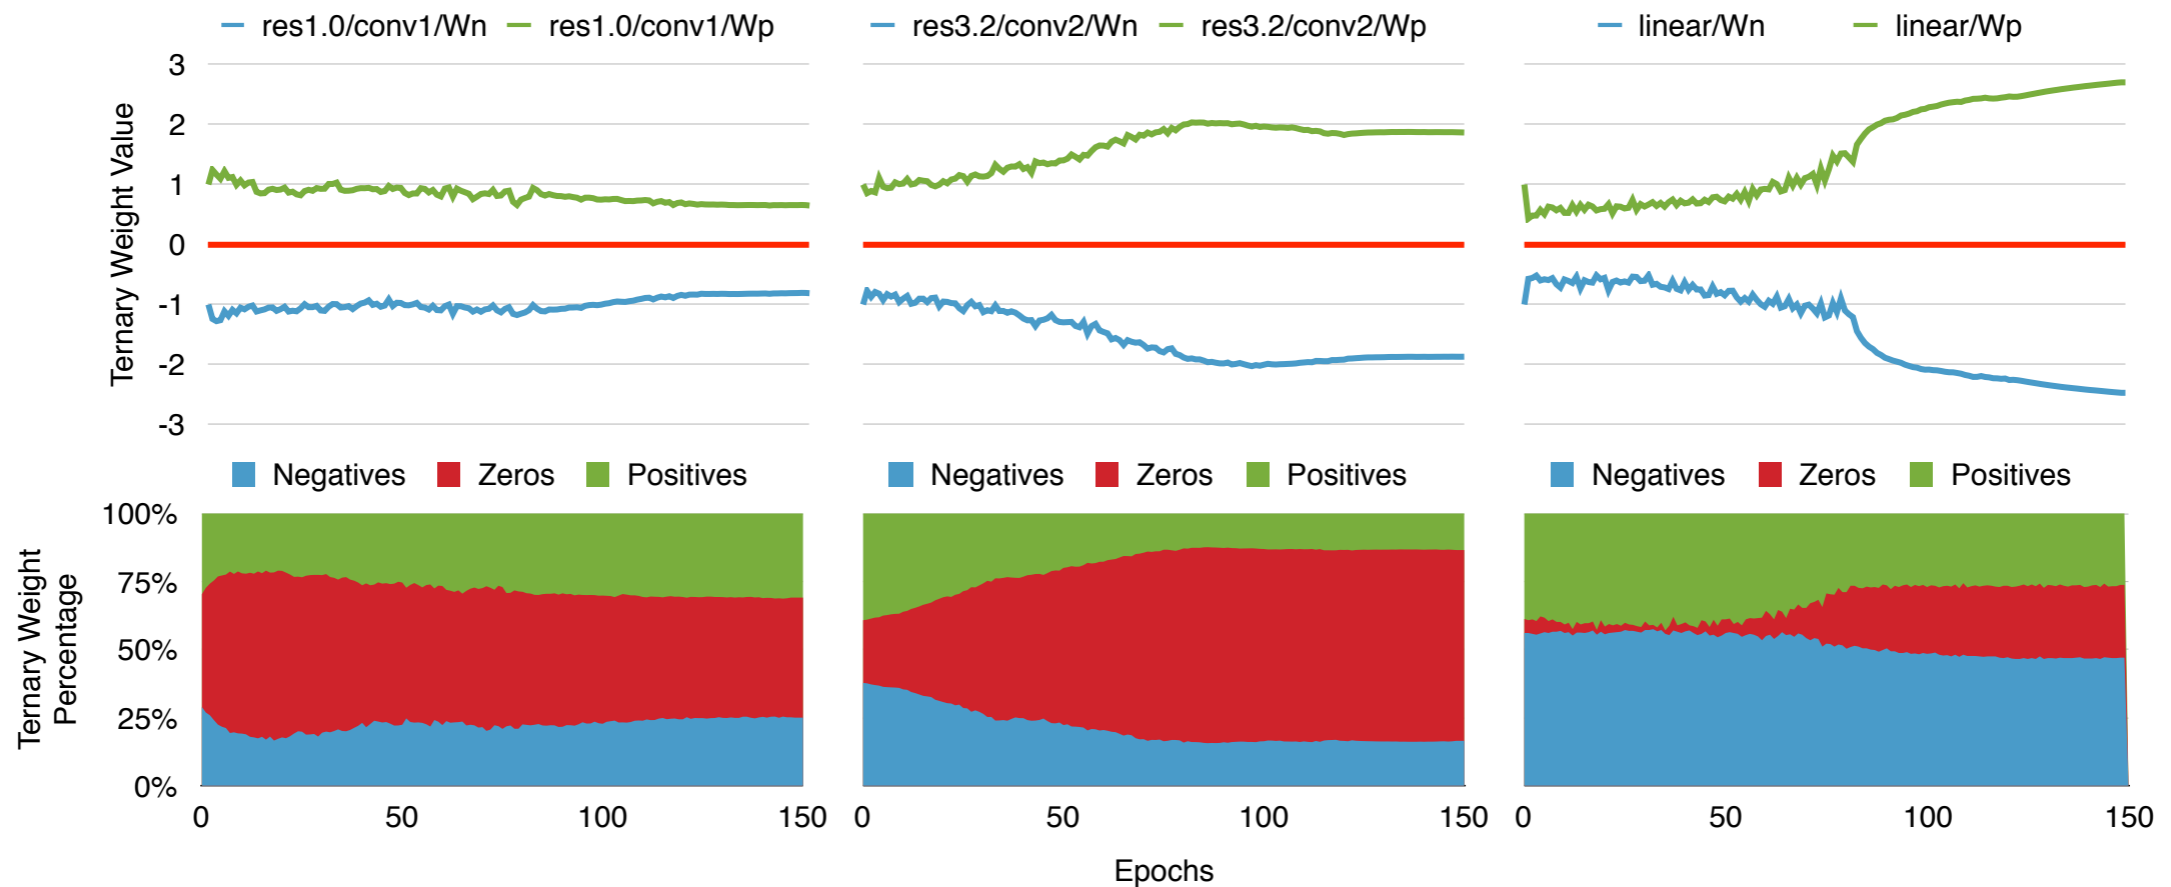 res1.0/conv1/Wn res1.0/conv1/Wp res3.2/conv2/Wn res3.2/conv2/Wp linear/Wn linear/Wp
Ternary Weight Value
3
2
1
0
-1
-2
-3
Negatives Zeros Positives Negatives Zeros Positives Negatives Zeros Positives
Ternary Weight
Percentage
100%
75%
50%
25%
0%
0 50 100 150 0 50 100 150 0 50 100 150
Epochs